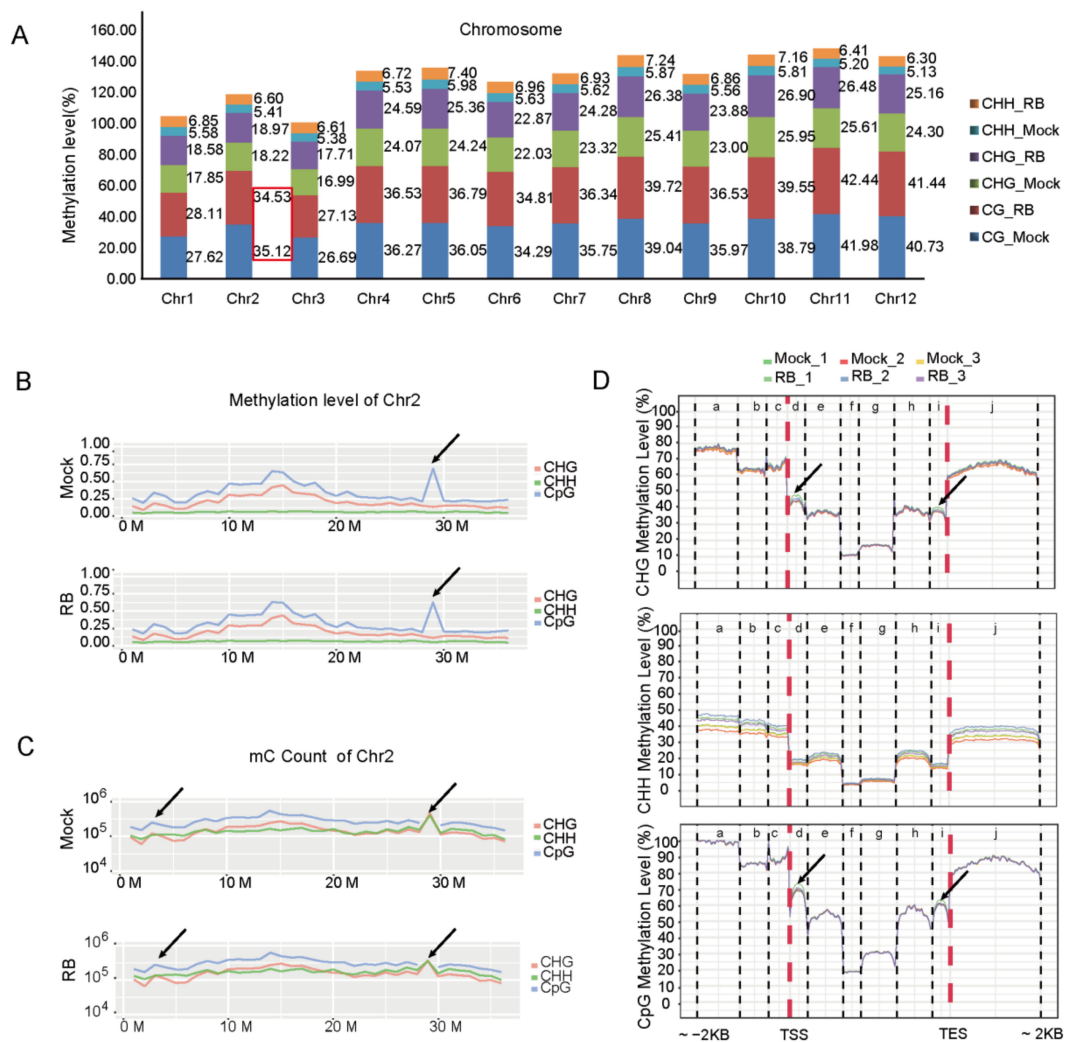 A
Chromosome
Methylation level(%)
160.00
140.00
120.00
100.00
80.00
60.00
40.00
20.00
0.00
6.85
5.58
18.58
17.85
28.11
27.62
6.60
5.41
18.97
18.22
34.53
35.12
6.61
5.38
17.71
16.99
27.13
26.69
6.72
5.53
24.59
24.07
36.53
36.27
7.40
5.98
25.36
24.24
36.79
36.05
6.96
5.63
22.87
22.03
34.81
34.29
6.93
5.62
24.28
23.32
36.34
35.75
7.24
5.87
26.38
25.41
39.72
39.04
6.86
5.56
23.88
23.00
36.53
35.97
7.16
5.81
26.90
25.95
39.55
38.79
6.41
5.20
26.48
25.61
42.44
41.98
6.30
5.13
25.16
24.30
41.44
40.73
Chr1 Chr2 Chr3 Chr4 Chr5 Chr6 Chr7 Chr8 Chr9 Chr10 Chr11 Chr12
CHH_RB
CHH_Mock
CHG_RB
CHG_Mock
CG_RB
CG_Mock
B
Methylation level of Chr2
Mock
1.00
0.75
0.50
0.25
0.00
0 M 10 M 20 M 30 M
CHG
CHH
CpG
RB
1.00
0.75
0.50
0.25
0.00
0 M 10 M 20 M 30 M
CHG
CHH
CpG
C
mC Count of Chr2
Mock
10⁶
10⁵
10⁴
0 M 10 M 20 M 30 M
CHG
CHH
CpG
RB
10⁶
10⁵
10⁴
0 M 10 M 20 M 30 M
CHG
CHH
CpG
D
Mock_1 Mock_2 Mock_3
RB_1 RB_2 RB_3
CHG Methylation Level (%)
100
90
80
70
60
50
40
30
20
10
0
a b c d e f g h i j
CHH Methylation Level (%)
100
90
80
70
60
50
40
30
20
10
0
a b c d e f g h i j
CpG Methylation Level (%)
100
90
80
70
60
50
40
30
20
10
0
a b c d e f g h i j
~ −2KB TSS TES ~ 2KB